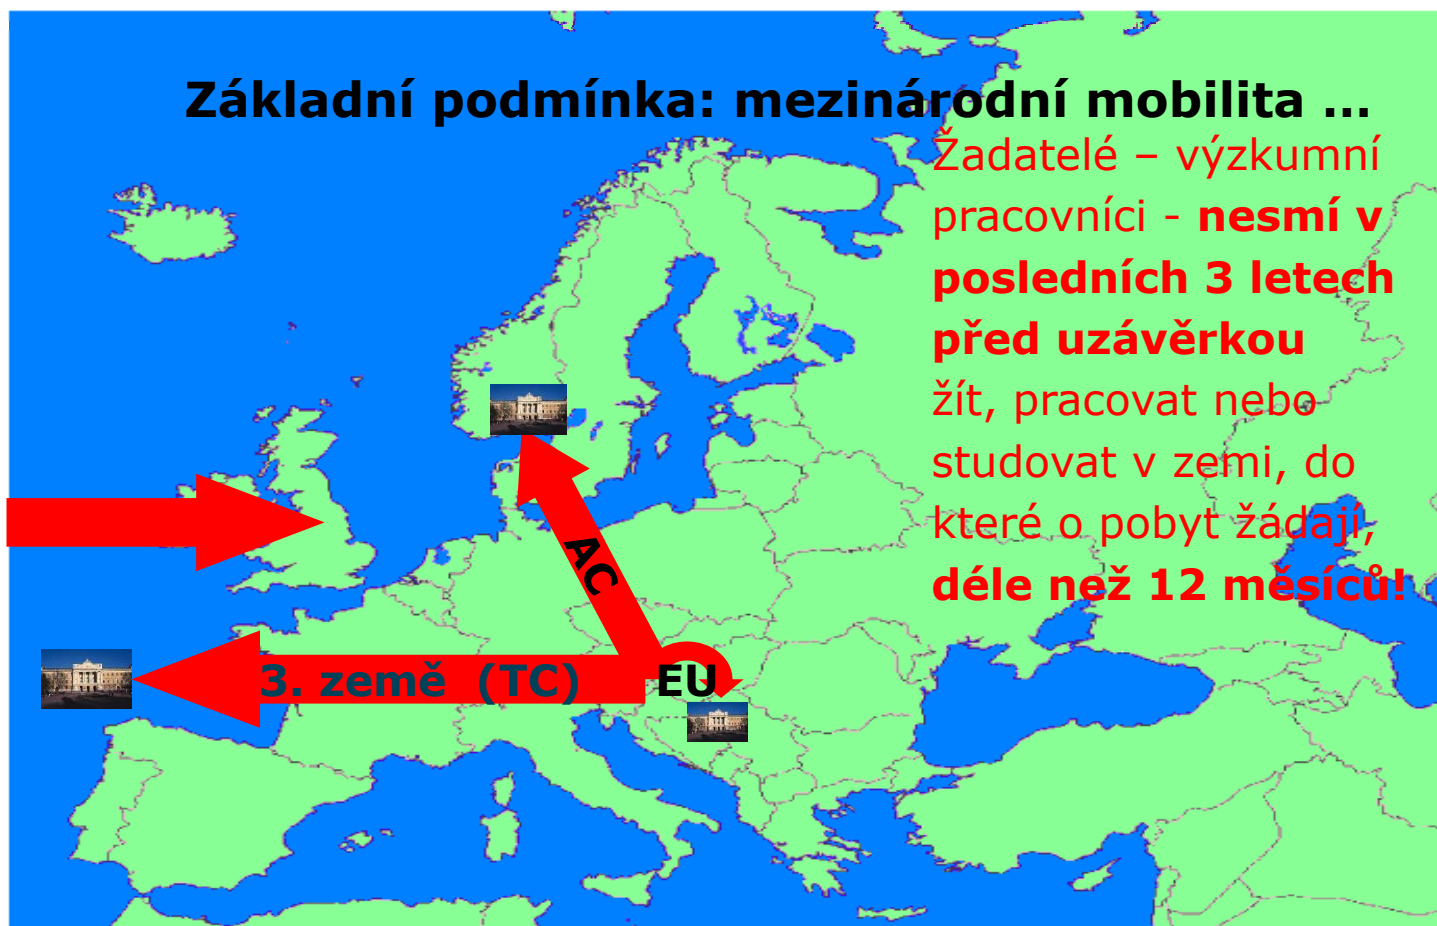 Základní podmínka: mezinárodní mobilita ...
Žadatelé – výzkumní
pracovníci - nesmí v
posledních 3 letech
před uzávěrkou
žít, pracovat nebo
studovat v zemi, do
které o pobyt žádají,
déle než 12 měsíců!
AC
3. země (TC)
EU